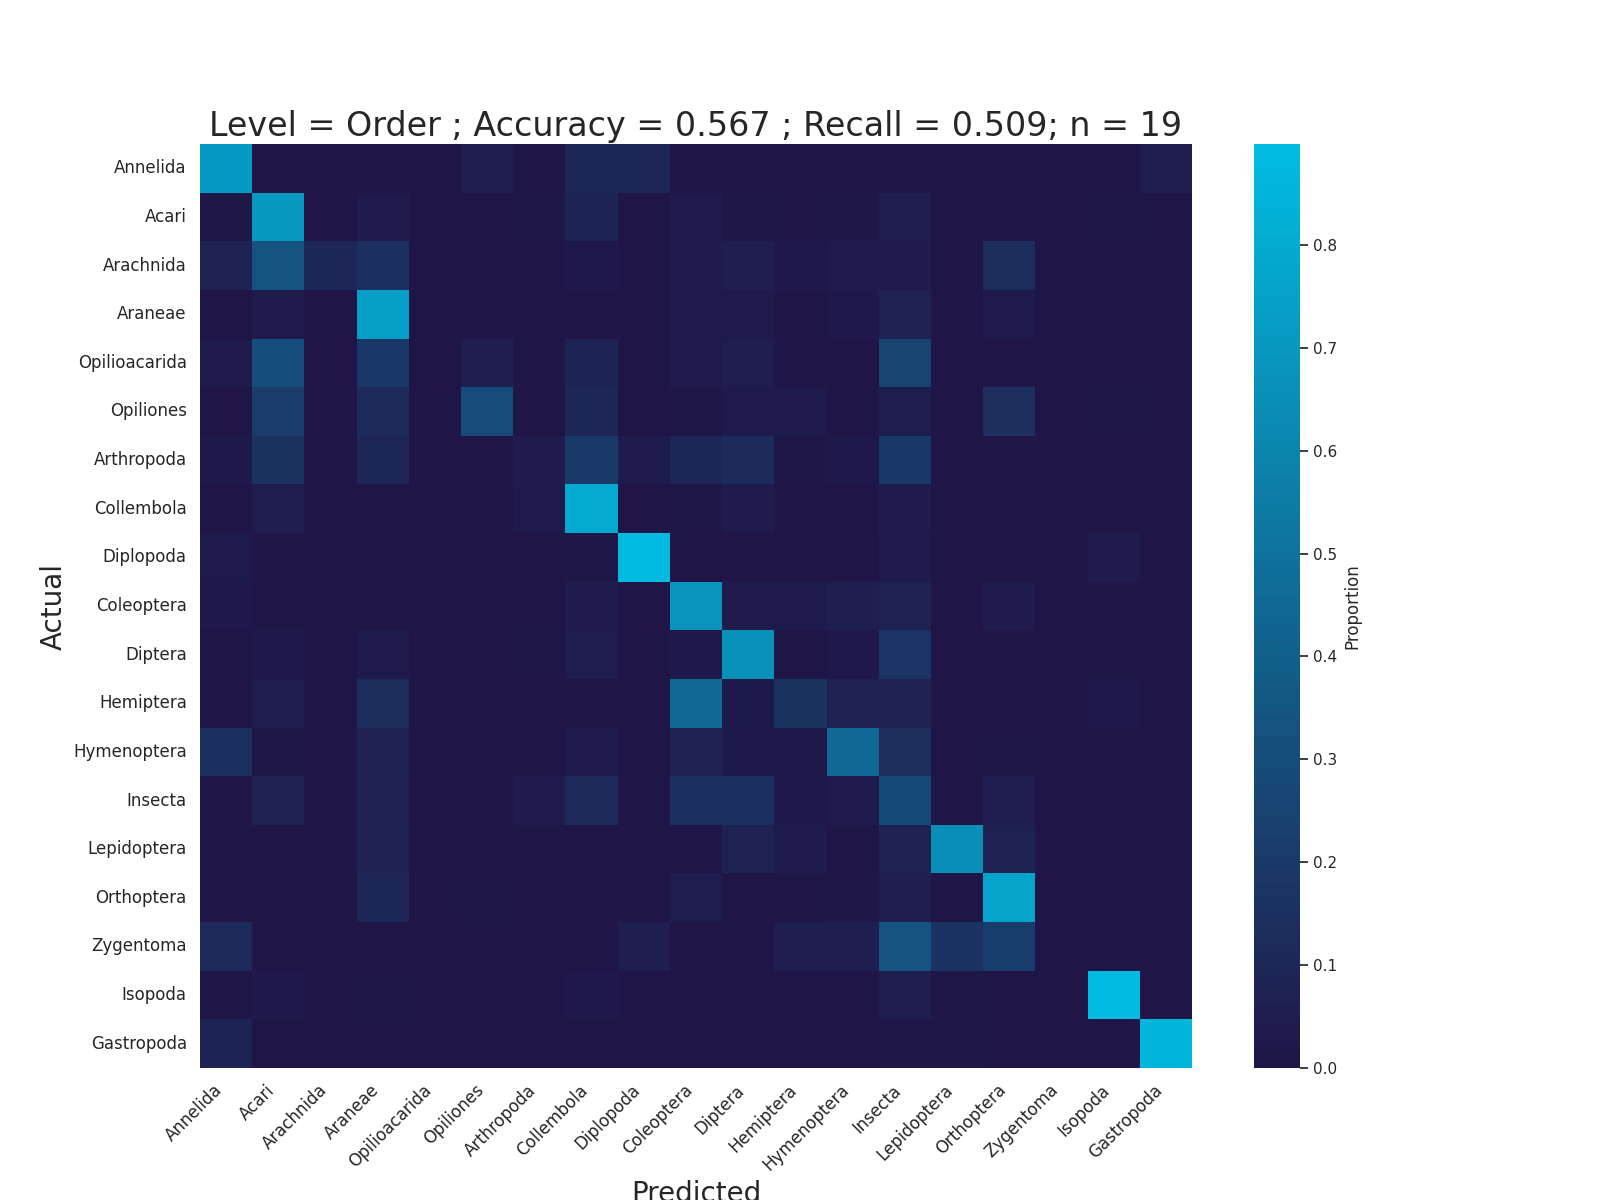 Level = Order ; Accuracy = 0.567 ; Recall = 0.509; n = 19
Actual
Annelida
Acari
Arachnida
Araneae
Opilioacarida
Opiliones
Arthropoda
Collembola
Diplopoda
Coleoptera
Diptera
Hemiptera
Hymenoptera
Insecta
Lepidoptera
Orthoptera
Zygentoma
Isopoda
Gastropoda
Annelida
Acari
Arachnida
Araneae
Opilioacarida
Opiliones
Arthropoda
Collembola
Diplopoda
Coleoptera
Diptera
Hemiptera
Hymenoptera
Insecta
Lepidoptera
Orthoptera
Zygentoma
Isopoda
Gastropoda
Predicted
0.8
0.7
0.6
0.5
0.4
0.3
0.2
0.1
0.0
Proportion